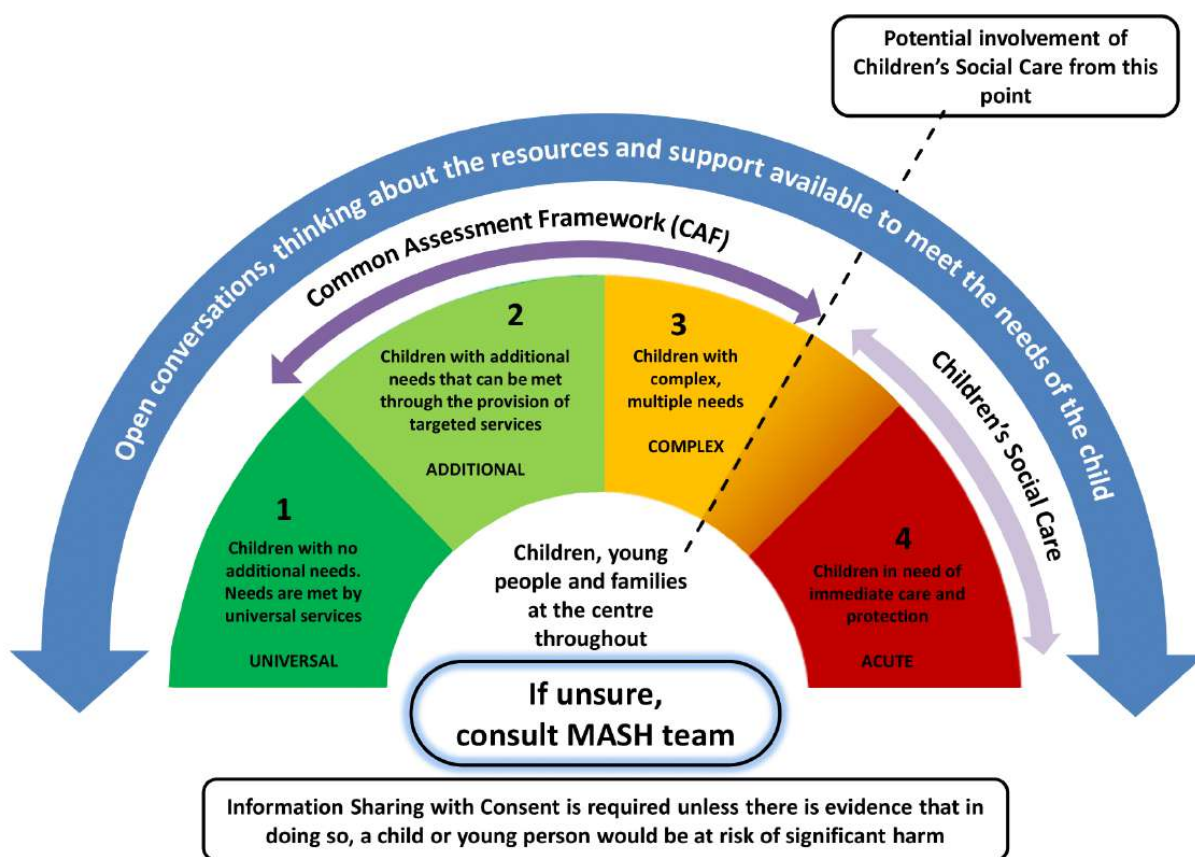 Potential involvement of
Children's Social Care from this
point
Open conversations, thinking about the resources and support available to meet the needs of the child
Common Assessment Framework (CAF)
Children's Social Care
1
Children with no
additional needs.
Needs are met by
universal services
UNIVERSAL
2
Children with additional
needs that can be met
through the provision of
targeted services
ADDITIONAL
3
Children with
complex,
multiple needs
COMPLEX
4
Children in need of
immediate care and
protection
ACUTE
Children, young
people and families
at the centre
throughout
If unsure,
consult MASH team
Information Sharing with Consent is required unless there is evidence that in
doing so, a child or young person would be at risk of significant harm